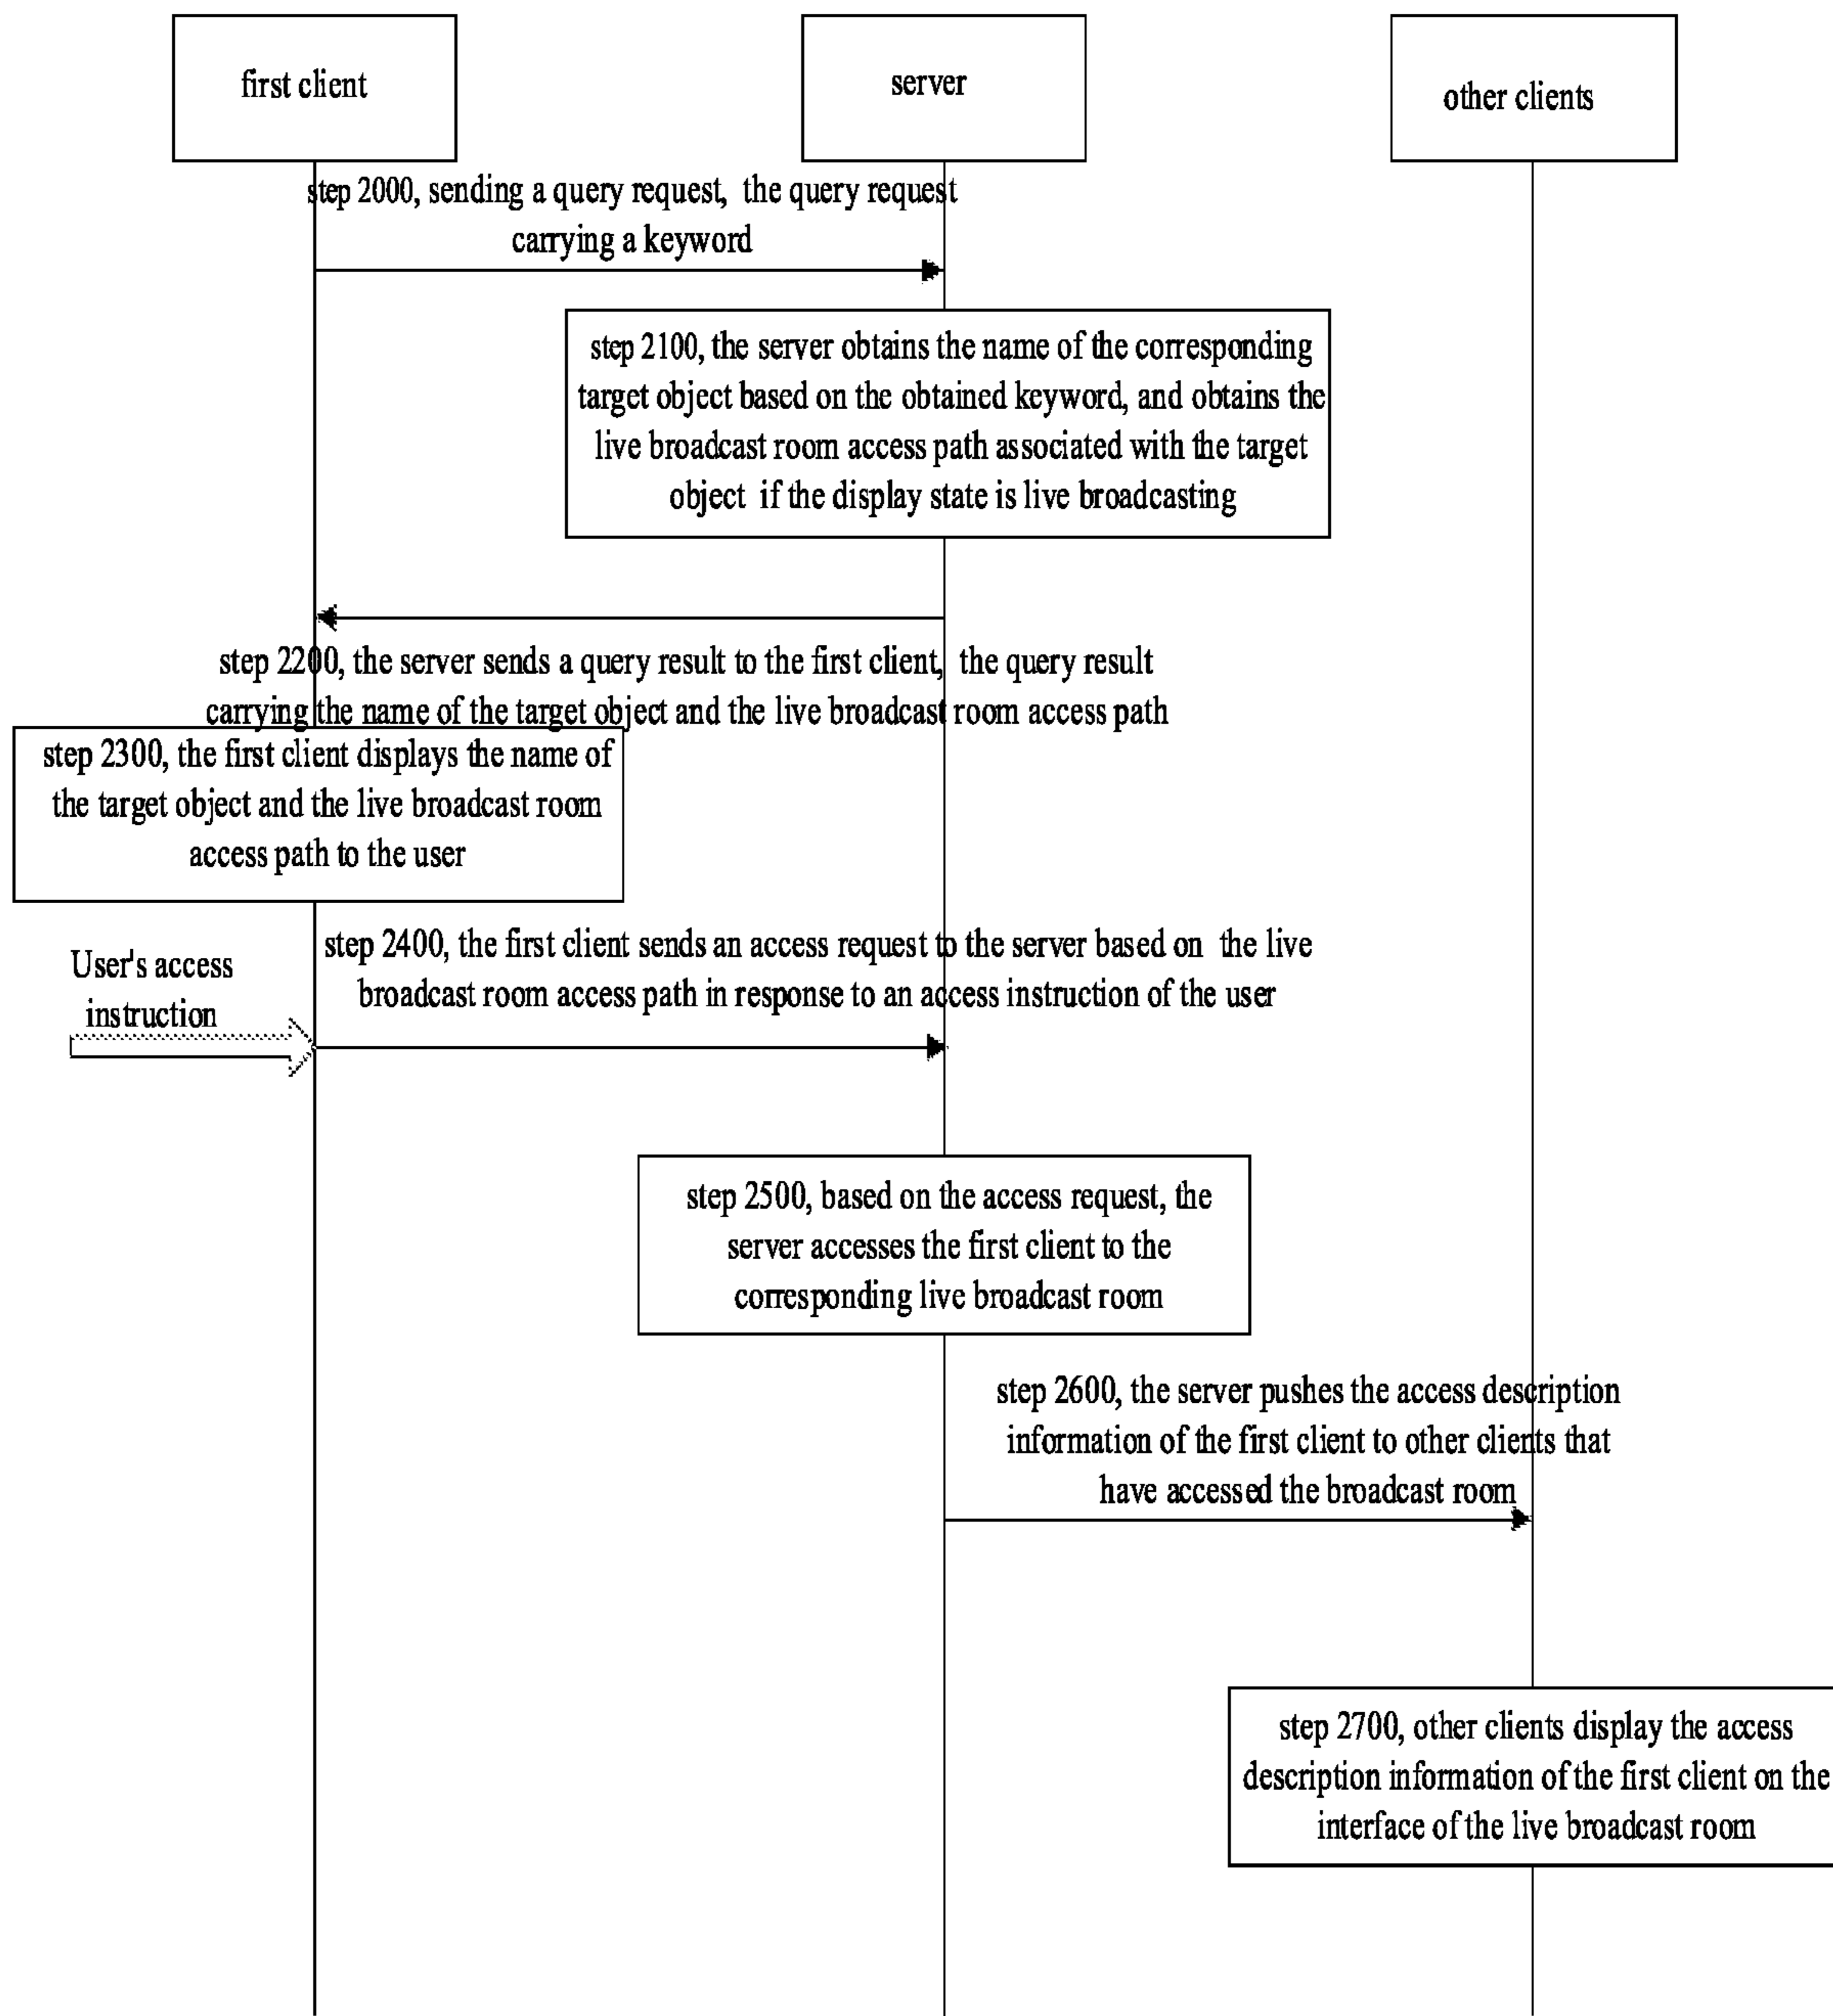 first client
server
other clients
step 2000, sending a query request, the query request
carrying a keyword
step 2100, the server obtains the name of the corresponding
target object based on the obtained keyword, and obtains the
live broadcast room access path associated with the target
object if the display state is live broadcasting
step 2200, the server sends a query result to the first client, the query result
carrying the name of the target object and the live broadcast room access path
step 2300, the first client displays the name of
the target object and the live broadcast room
access path to the user
User's access
instruction
step 2400, the first client sends an access request to the server based on the live
broadcast room access path in response to an access instruction of the user
step 2500, based on the access request, the
server accesses the first client to the
corresponding live broadcast room
step 2600, the server pushes the access description
information of the first client to other clients that
have accessed the broadcast room
step 2700, other clients display the access
description information of the first client on the
interface of the live broadcast room